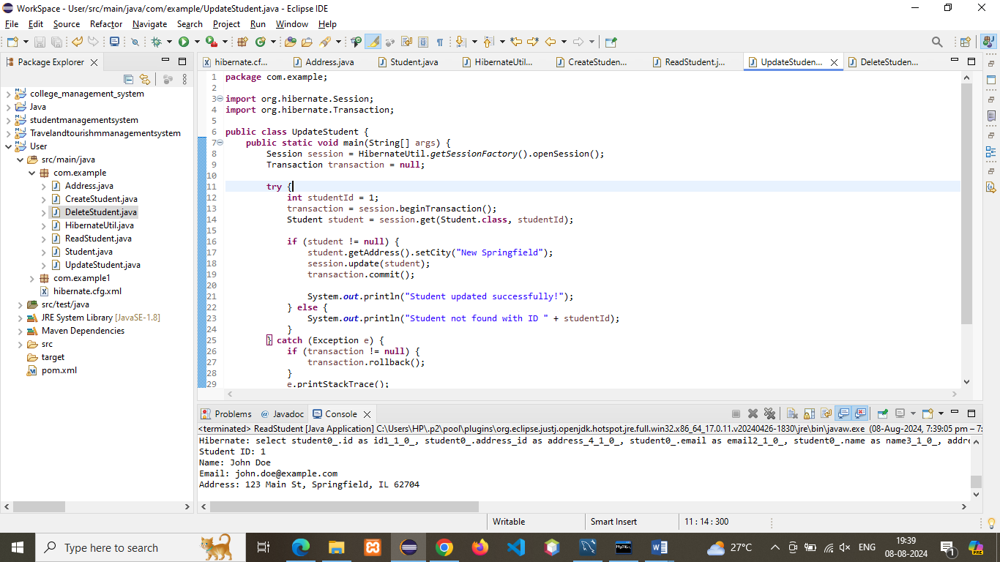 WorkSpace - User/src/main/java/com/example/UpdateStudent.java - Eclipse IDE
File Edit Source Refactor Navigate Search Project Run Window Help
Package Explorer
college_management_system
Java
studentmanagementsystem
Travelandtourishmmanagementsystem
User
src/main/java
com.example
Address.java
CreateStudent.java
DeleteStudent.java
HibernateUtil.java
ReadStudent.java
Student.java
UpdateStudent.java
com.example1
hibernate.cfg.xml
src/test/java
JRE System Library [JavaSE-1.8]
Maven Dependencies
src
target
pom.xml
hibernate.cf... Address.java Student.java HibernateUtil... CreateStuden... ReadStudent.j... UpdateStuden... DeleteStuden...
1 package com.example;
2
3 import org.hibernate.Session;
4 import org.hibernate.Transaction;
5
6 public class UpdateStudent {
7 public static void main(String[] args) {
8 Session session = HibernateUtil.getSessionFactory().openSession();
9 Transaction transaction = null;
10
11 try {
12 int studentId = 1;
13 transaction = session.beginTransaction();
14 Student student = session.get(Student.class, studentId);
15
16 if (student != null) {
17 student.getAddress().setCity("New Springfield");
18 session.update(student);
19 transaction.commit();
20
21 System.out.println("Student updated successfully!");
22 } else {
23 System.out.println("Student not found with ID " + studentId);
24 }
25 } catch (Exception e) {
26 if (transaction != null) {
27 transaction.rollback();
28 }
29 e.printStackTrace();
Problems Javadoc Console
<terminated> ReadStudent [Java Application] C:\Users\HP\.p2\pool\plugins\org.eclipse.justj.openjdk.hotspot.jre.full.win32.x86_64_17.0.11.v20240426-1830\jre\bin\javaw.exe (08-Aug-2024, 7:39:05 pm – 7:
Hibernate: select student0_.id as id1_1_0_, student0_.address_id as address_4_1_0_, student0_.email as email2_1_0_, student0_.name as name3_1_0_, addre
Student ID: 1
Name: John Doe
Email: john.doe@example.com
Address: 123 Main St, Springfield, IL 62704
Writable Smart Insert 11 : 14 : 300
Type here to search
27°C ENG 19:39
08-08-2024
1
PRE